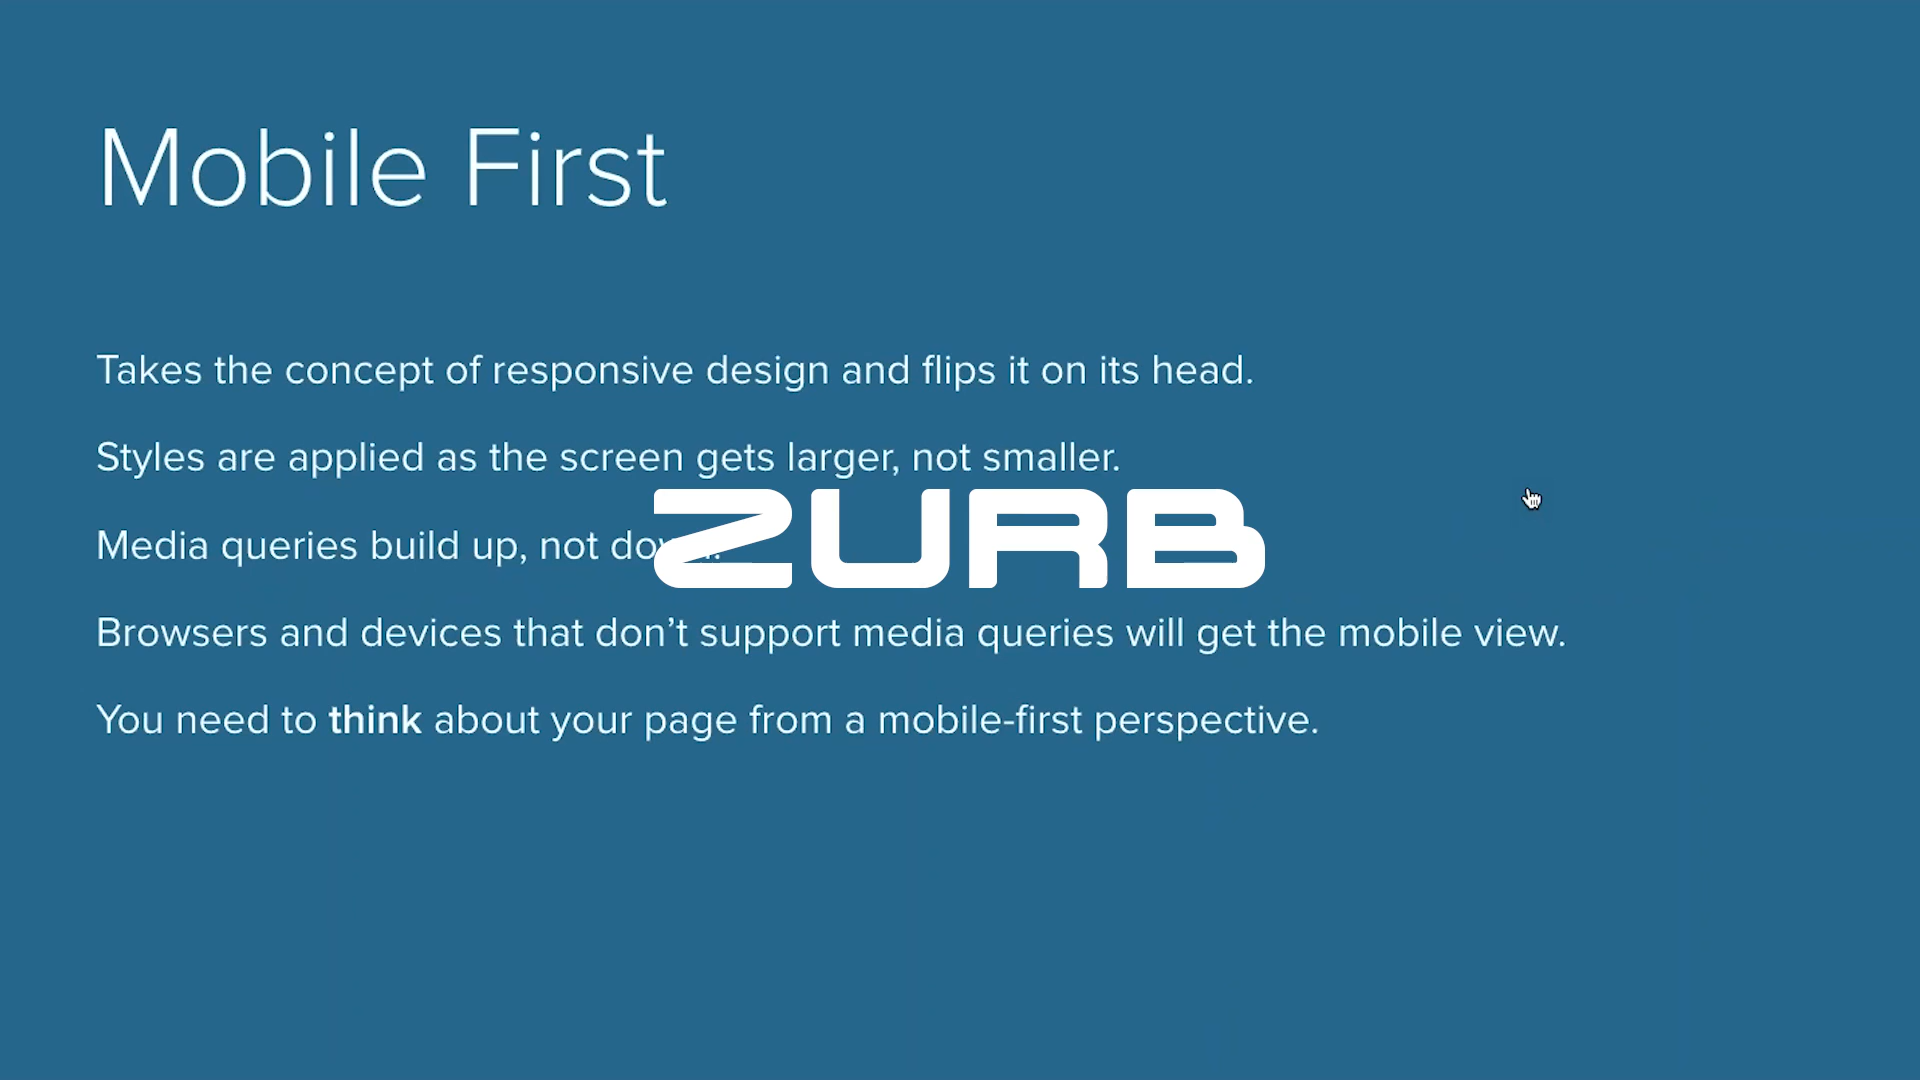 Mobile First
Takes the concept of responsive design and flips it on its head.
Styles are applied as the screen gets larger, not smaller.
Media queries build up, not
ZURB
Browsers and devices that don’t support media queries will get the mobile view.
You need to think about your page from a mobile-first perspective.